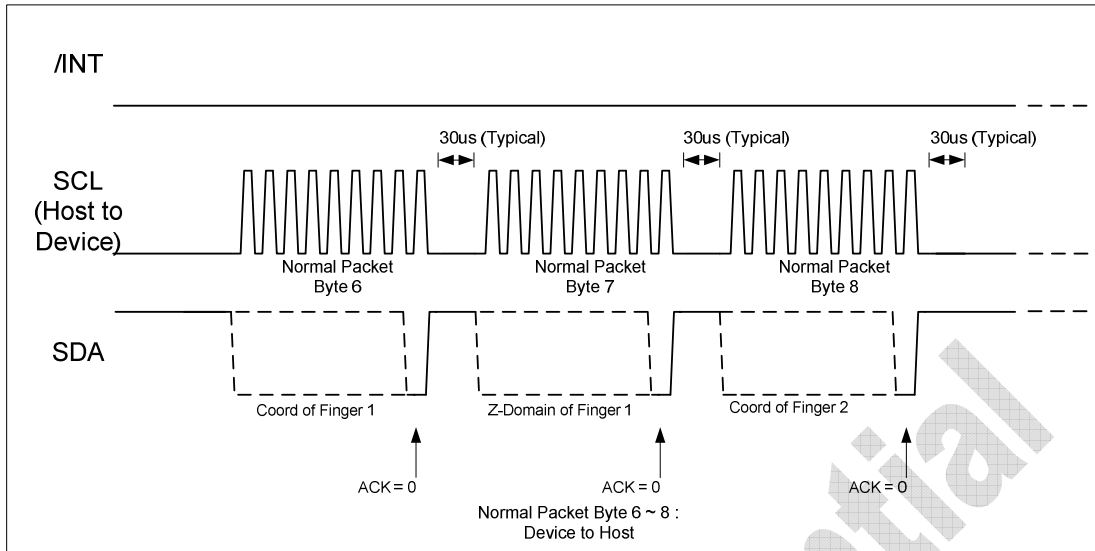 /INT
30us (Typical)
30us (Typical)
30us (Typical)
SCL
(Host to
Device)
Normal Packet
Byte 6
Normal Packet
Byte 7
Normal Packet
Byte 8
SDA
Coord of Finger 1
Z-Domain of Finger 1
Coord of Finger 2
ACK = 0
ACK = 0
ACK = 0
Normal Packet Byte 6 ~ 8 :
Device to Host
ntial